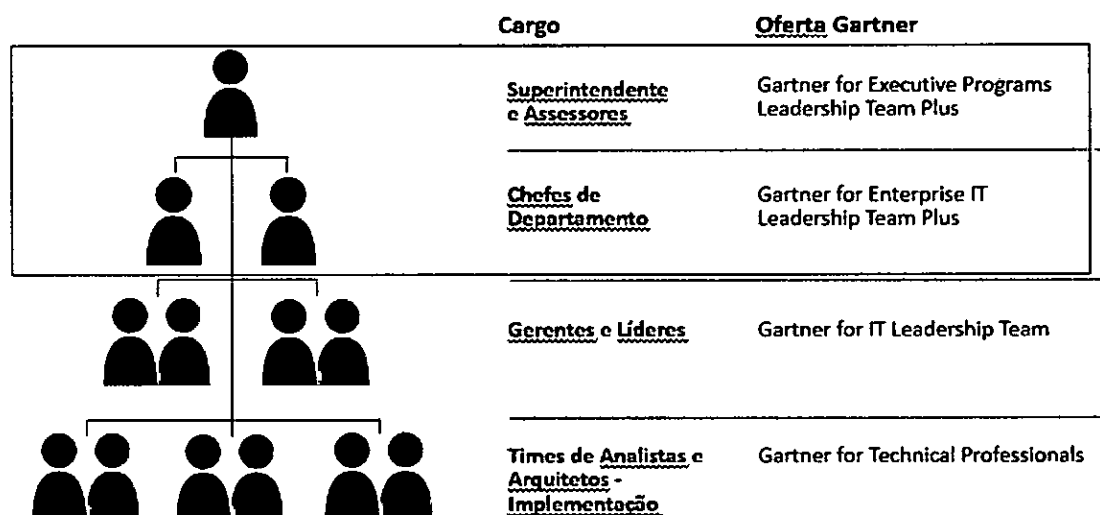 Cargo Oferta Gartner
Superintendente
e Assessores
Gartner for Executive Programs
Leadership Team Plus
Chefes de
Departamento
Gartner for Enterprise IT
Leadership Team Plus
Gerentes e Líderes
Gartner for IT Leadership Team
Times de Analistas e
Arquitetos -
Implementação
Gartner for Technical Professionals